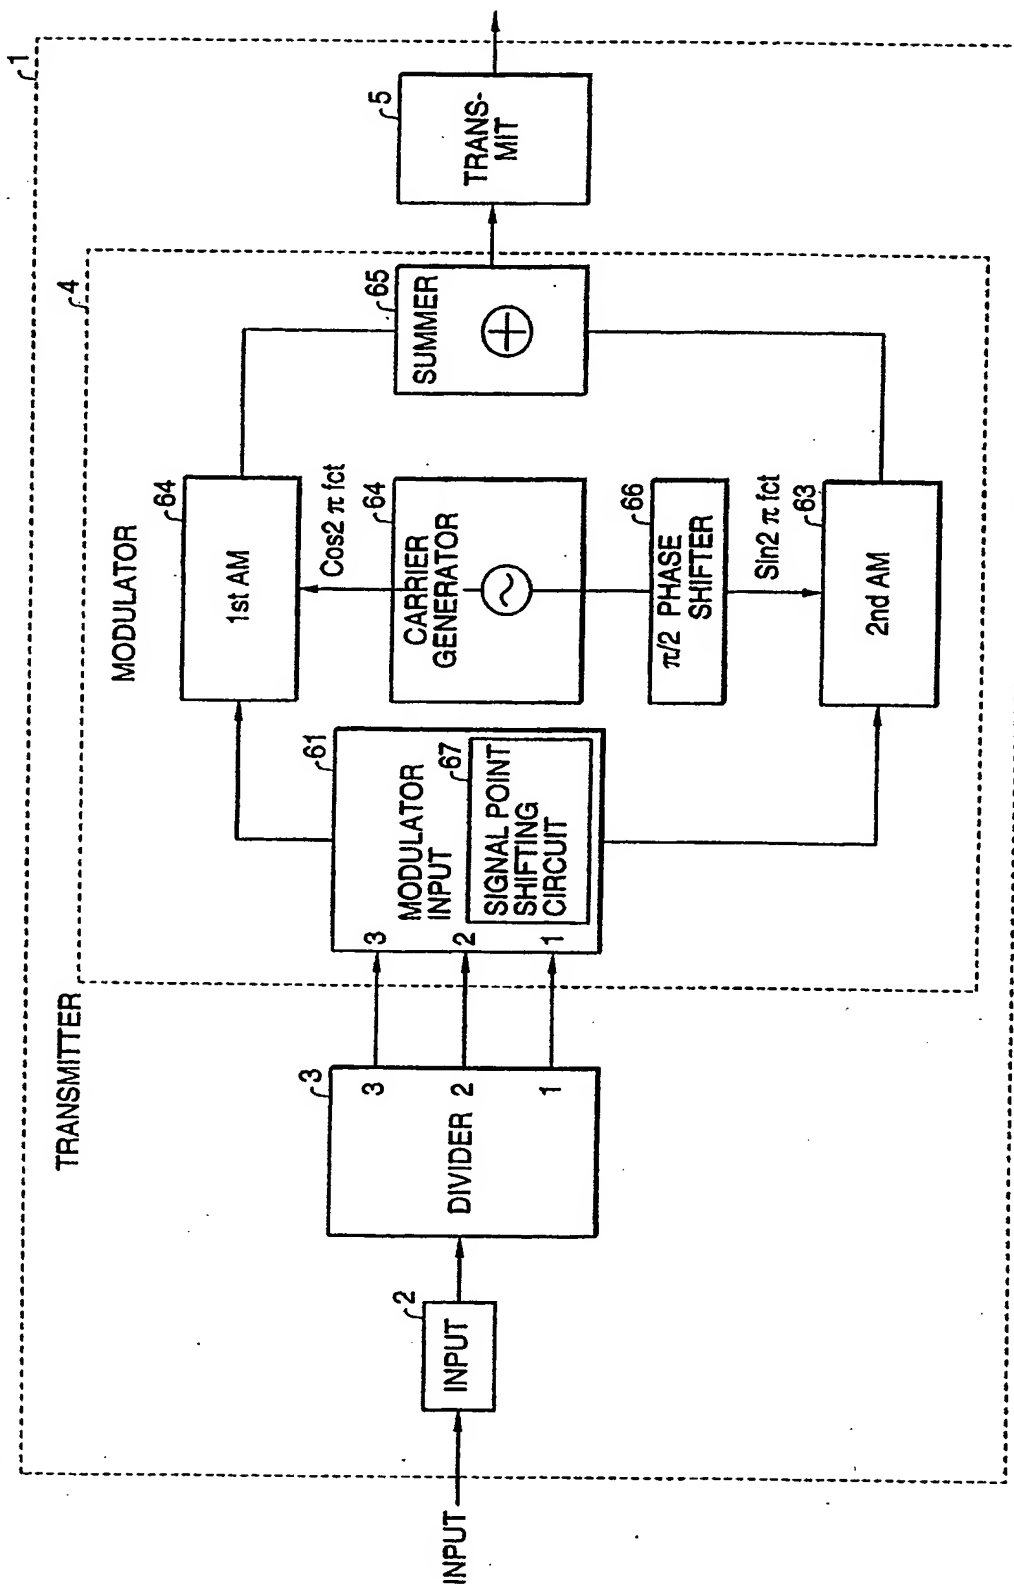 1
TRANSMITTER
4
MODULATOR
INPUT
2
INPUT
3
DIVIDER
3
2
1
61
MODULATOR
INPUT
3
2
1
67
SIGNAL POINT
SHIFTING
CIRCUIT
64
1st AM
Cos2 π fct
64
CARRIER
GENERATOR
66
π/2 PHASE
SHIFTER
Sin2 π fct
63
2nd AM
65
SUMMER
5
TRANS-
MIT